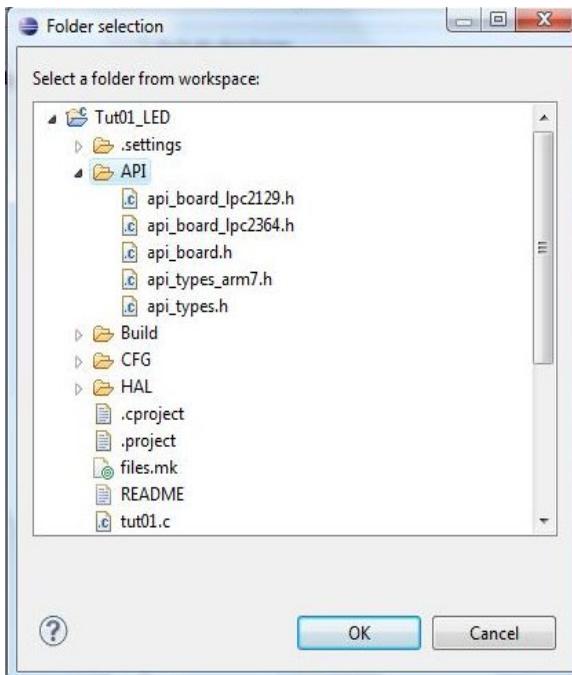 Folder selection
Select a folder from workspace:
Tut01_LED
.settings
API
api_board_lpc2129.h
api_board_lpc2364.h
api_board.h
api_types_arm7.h
api_types.h
Build
CFG
HAL
.cproject
.project
files.mk
README
tut01.c
OK Cancel